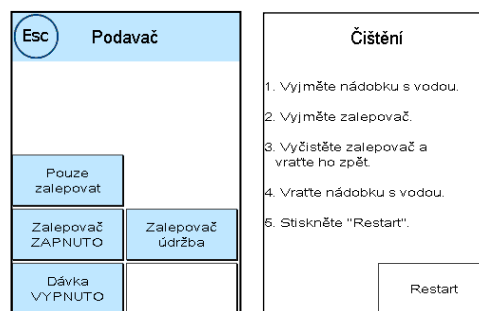 Esc
Podavač
Pouze
zalepovat
Zalepovač
ZAPNUTO
Zalepovač
údržba
Dávka
VYPNUTO
Čištění
1. Vyjměte nádobku s vodou.
2. Vyjměte zalepovač.
3. Vyčistěte zalepovač a
vraťte ho zpět.
4. Vraťte nádobku s vodou.
5. Stiskněte "Restart".
Restart